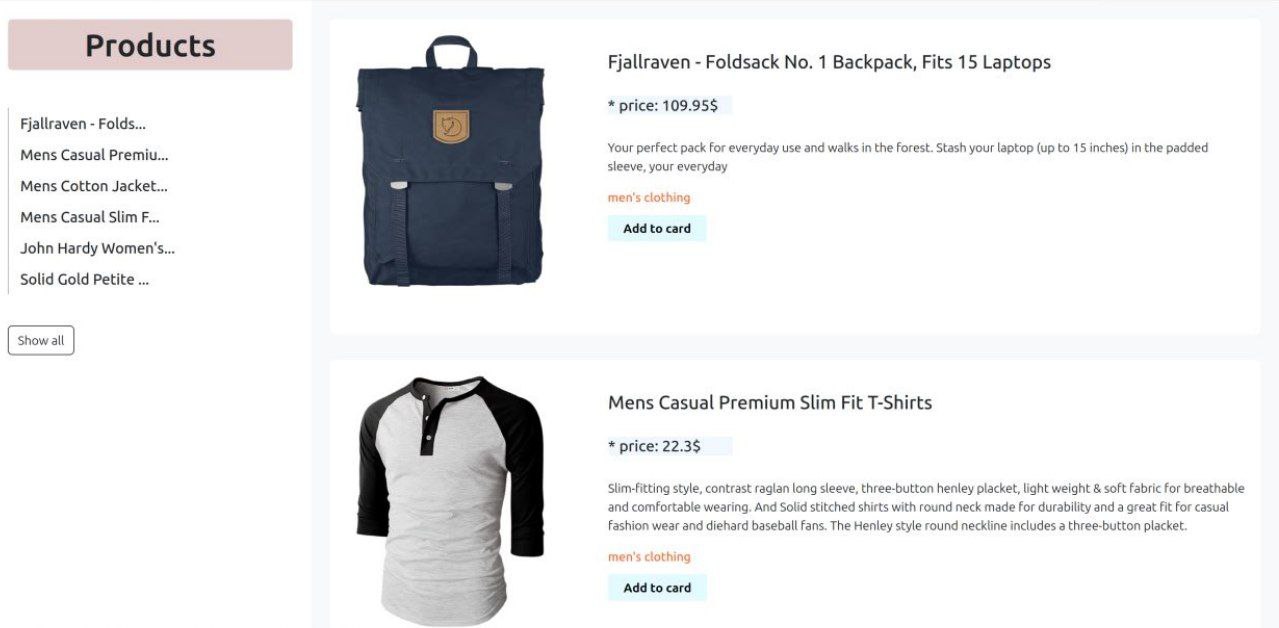 Products
Fjallraven - Folds...
Mens Casual Premiu...
Mens Cotton Jacket...
Mens Casual Slim F...
John Hardy Women's...
Solid Gold Petite ...
Show all
Fjallraven - Foldsack No. 1 Backpack, Fits 15 Laptops
* price: 109.95$
Your perfect pack for everyday use and walks in the forest. Stash your laptop (up to 15 inches) in the padded
sleeve, your everyday
men's clothing
Add to card
Mens Casual Premium Slim Fit T-Shirts
* price: 22.3$
Slim-fitting style, contrast raglan long sleeve, three-button henley placket, light weight & soft fabric for breathable
and comfortable wearing. And Solid stitched shirts with round neck made for durability and a great fit for casual
fashion wear and diehard baseball fans. The Henley style round neckline includes a three-button placket.
men's clothing
Add to card